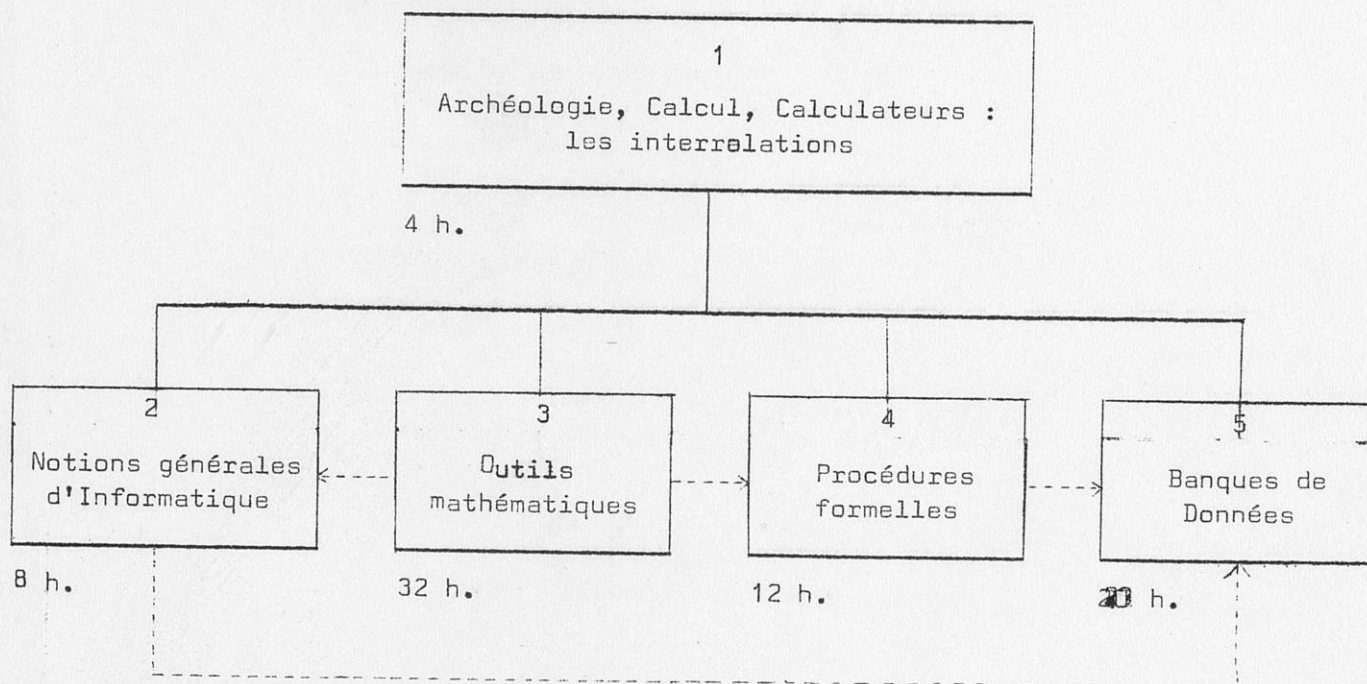 1
Archéologie, Calcul, Calculateurs :
les interrelations
4 h.
2
Notions générales
d'Informatique
8 h.
3
Outils
mathématiques
32 h.
4
Procédures
formelles
12 h.
5
Banques de
Données
h.